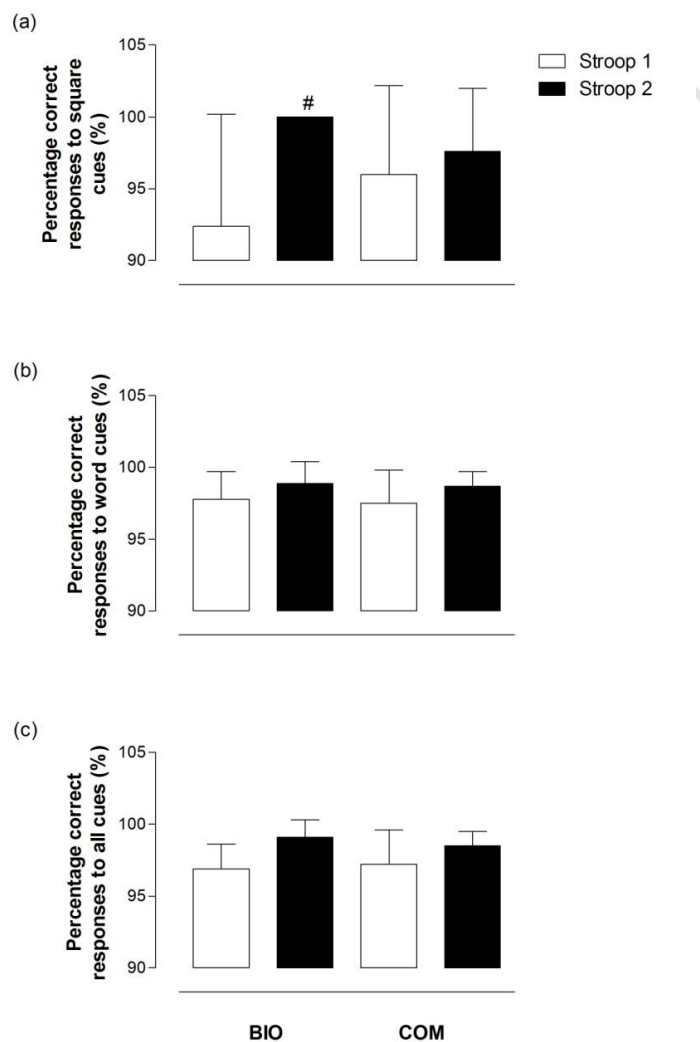 (a)
Percentage correct
responses to square
cues (%)
105
100
95
90
#
Stroop 1
Stroop 2
(b)
Percentage correct
responses to word cues (%)
105
100
95
90
(c)
Percentage correct
responses to all cues (%)
105
100
95
90
BIO COM